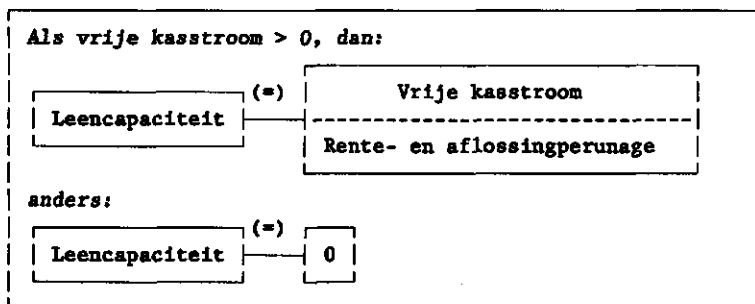 Als vrije kasstroom > 0, dan:
(=)
Vrije kasstroom
Leencapaciteit
Rente- en aflossingperunage
anders:
(=)
Leencapaciteit
0